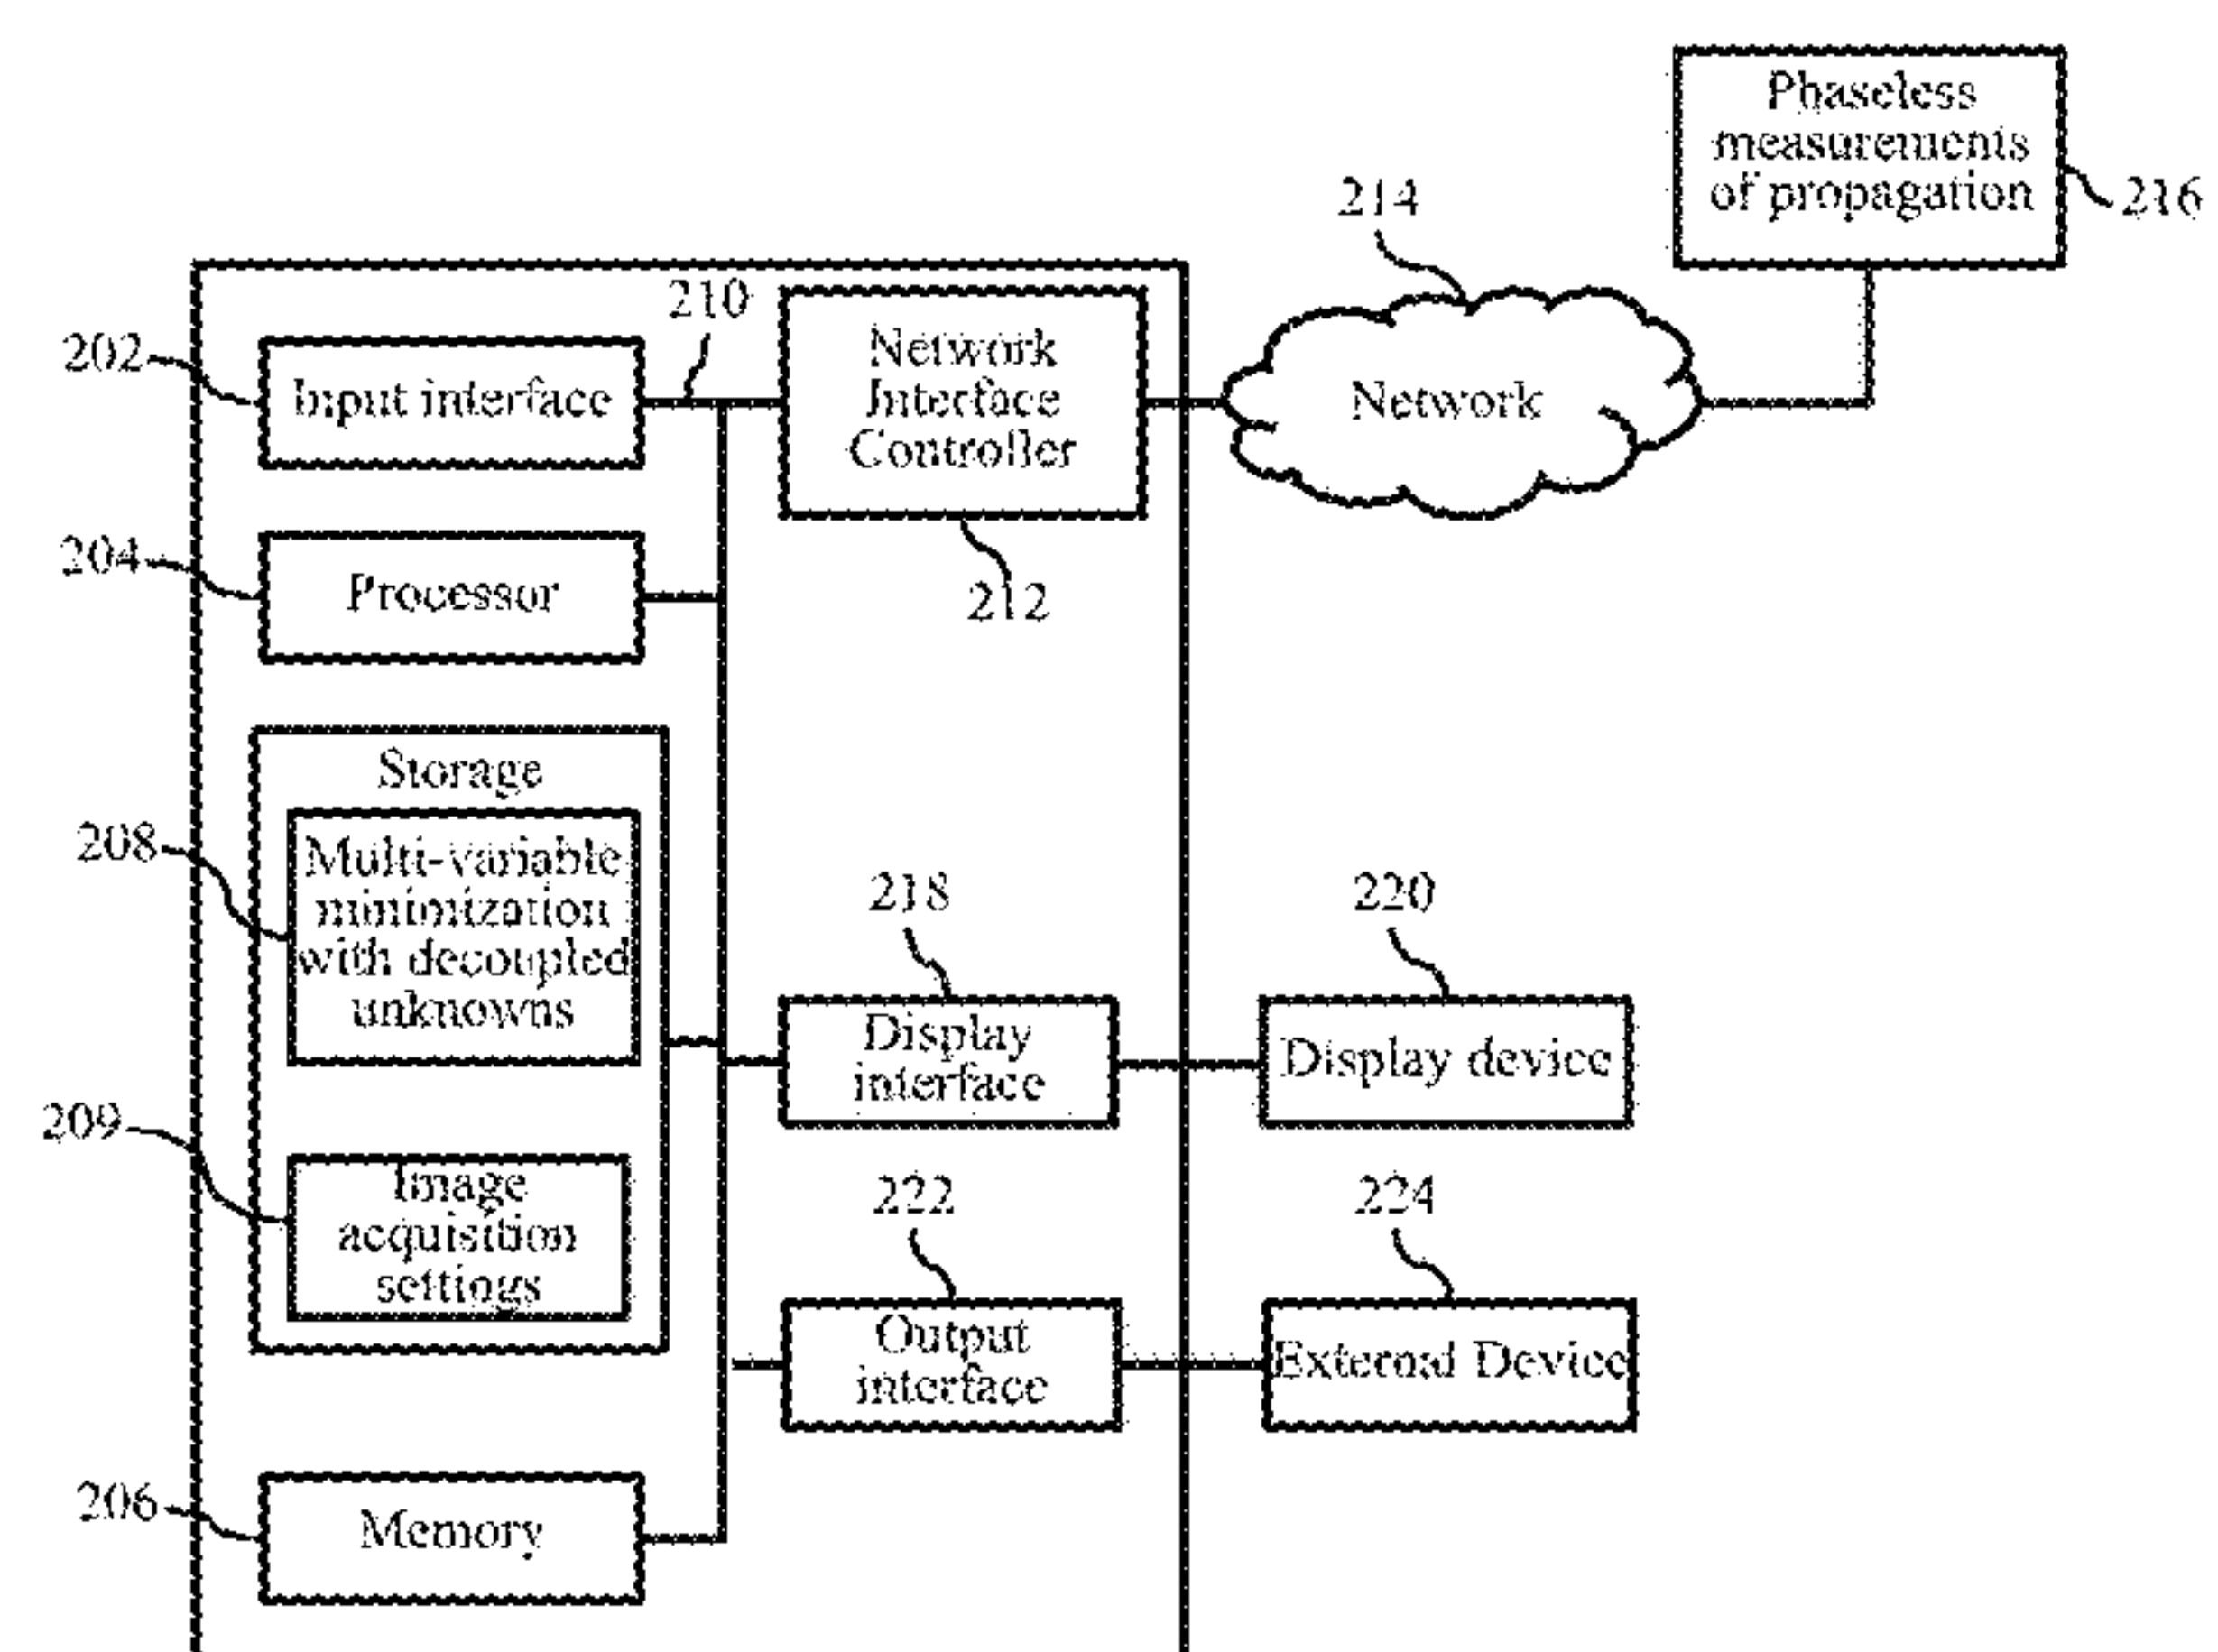 Phaseless
measurements
of propagation
216
214
210
202
Input interface
Network
Interface
Controller
Network
204
Processor
212
Storage
208
Multi-variable
minimization
with decoupled
unknowns
218
220
Display
interface
Display device
209
Image
acquisition
settings
222
224
Output
interface
External Device
206
Memory